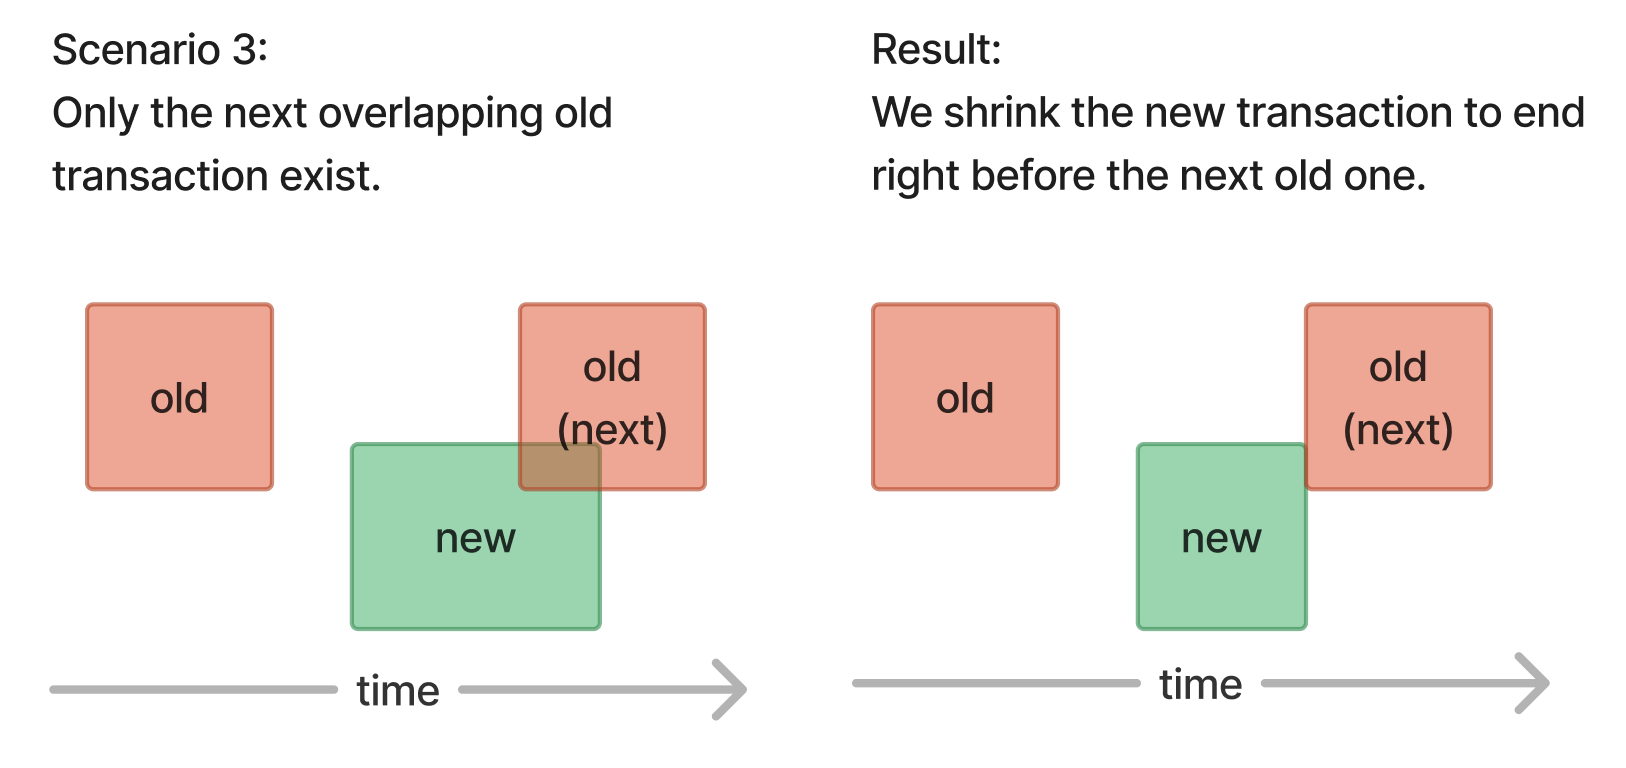 Scenario 3:
Only the next overlapping old
transaction exist.
Result:
We shrink the new transaction to end
right before the next old one.
old
old
(next)
new
time
old
old
(next)
new
time